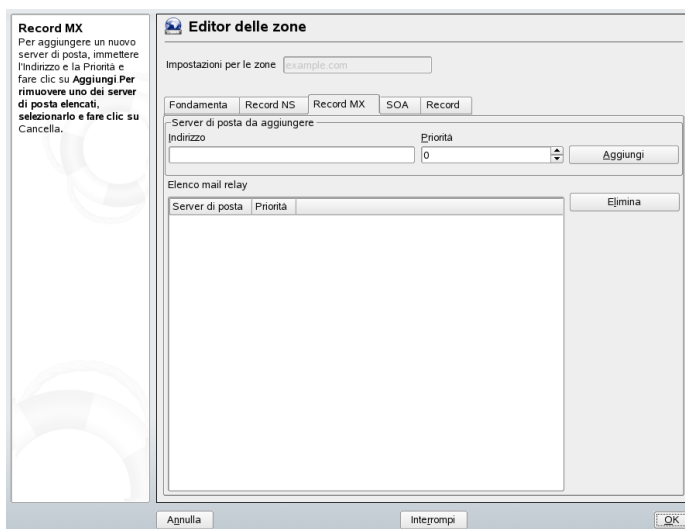 Record MX
Per aggiungere un nuovo
server di posta, immettere
l'Indirizzo e la Priorità e
fare clic su Aggiungi Per
rimuovere uno dei server
di posta elencati,
selezionarlo e fare clic su
Cancella.
Editor delle zone
Impostazioni per le zone example.com
Fondamenta Record NS Record MX SOA Record
Server di posta da aggiungere
Indirizzo Priorità
0 Aggiungi
Elenco mail relay
Server di posta Priorità Elimina
Annulla Interrompi OK